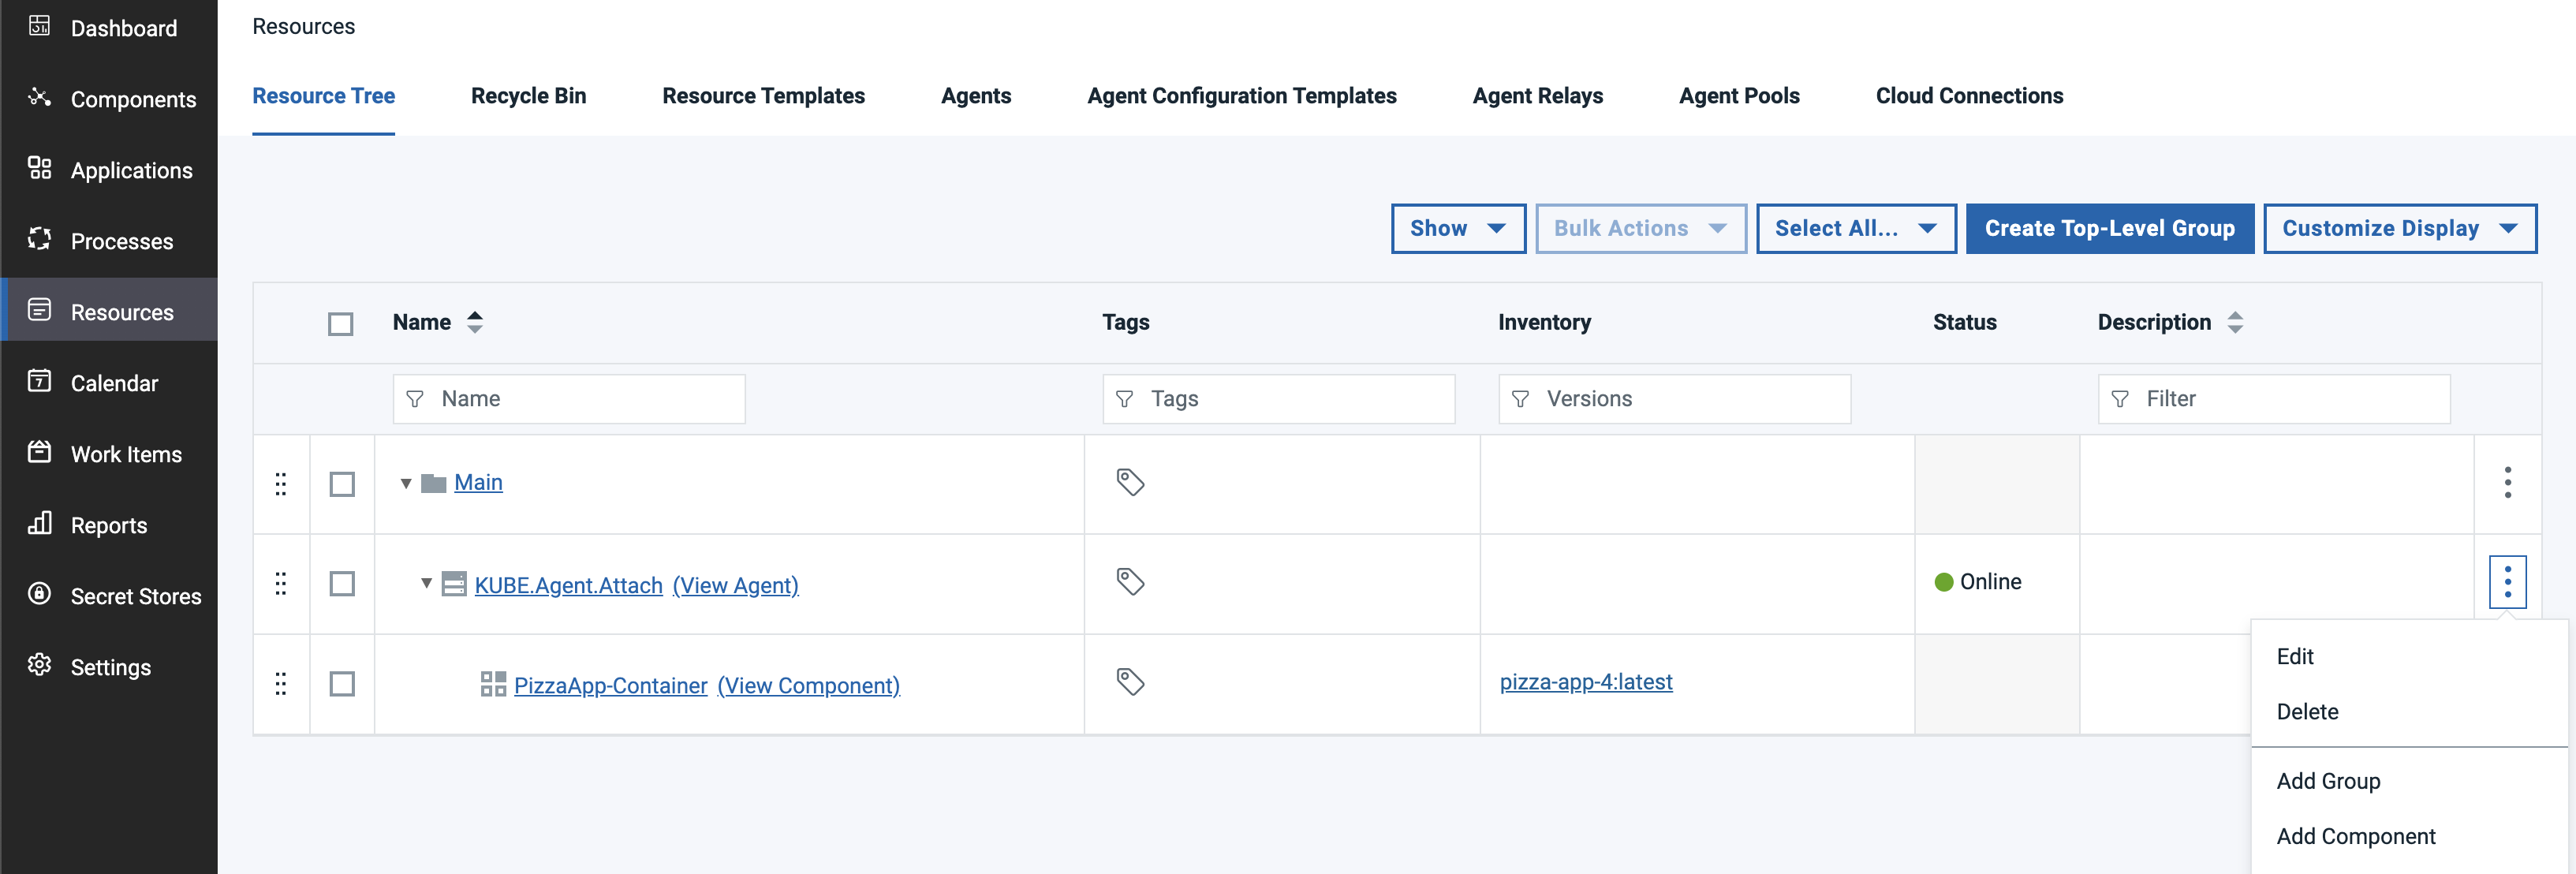 Dashboard
Components
Applications
Processes
Resources
Calendar
Work Items
Reports
Secret Stores
Settings
Resources
Resource Tree Recycle Bin Resource Templates Agents Agent Configuration Templates Agent Relays Agent Pools Cloud Connections
Show Bulk Actions Select All... Create Top-Level Group Customize Display
Name Tags Inventory Status Description
Name Tags Versions Filter
Main
KUBE.Agent.Attach (View Agent) Online
PizzaApp-Container (View Component) pizza-app-4:latest
Edit
Delete
Add Group
Add Component